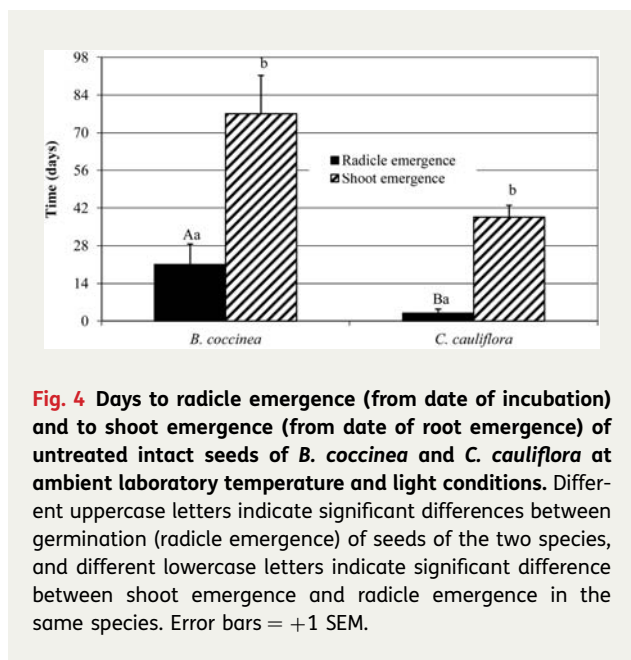 98
84
70
56
42
28
14
0
Time (days)
b
Radicle emergence
Shoot emergence
b
Aa
Ba
B. coccinea
C. cauliflora
Fig. 4 Days to radicle emergence (from date of incubation)
and to shoot emergence (from date of root emergence) of
untreated intact seeds of B. coccinea and C. cauliflora at
ambient laboratory temperature and light conditions. Differ-
ent uppercase letters indicate significant differences between
germination (radicle emergence) of seeds of the two species,
and different lowercase letters indicate significant difference
between shoot emergence and radicle emergence in the
same species. Error bars = +1 SEM.